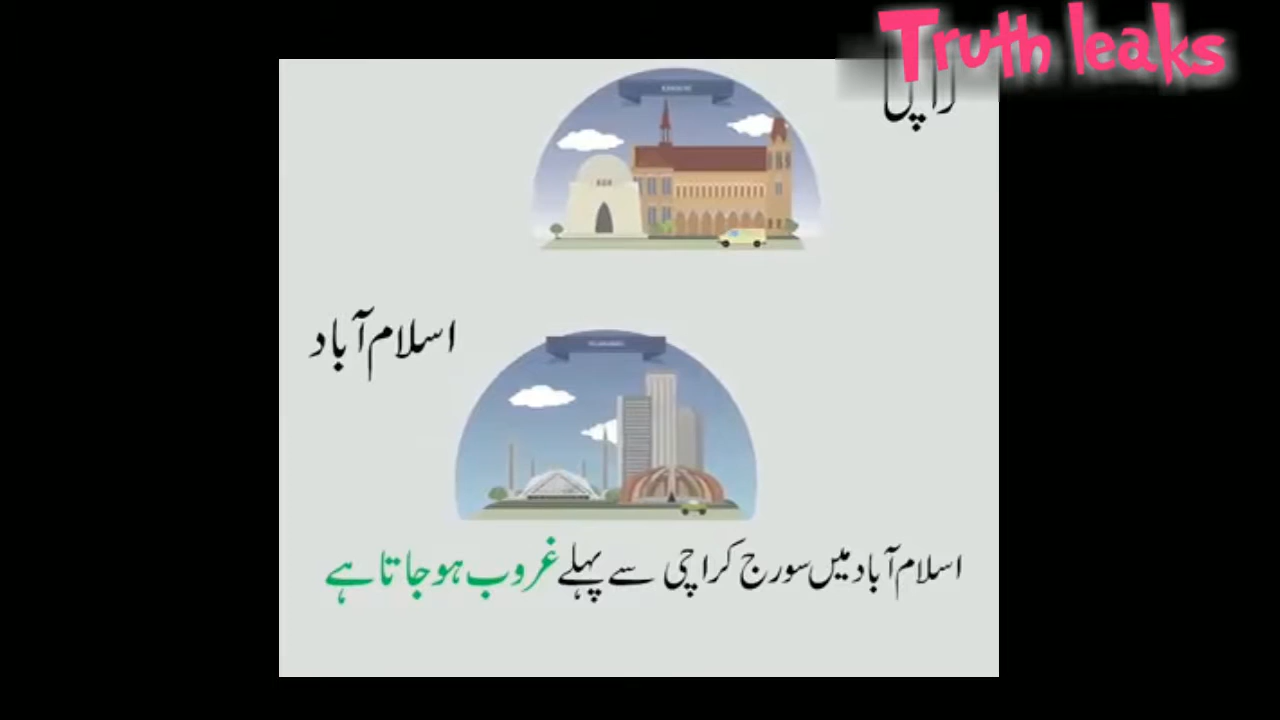 Truth leaks
اسلام آباد
اسلام آباد میں سورج کراچی سے پہلے غروب ہو جاتا ہے